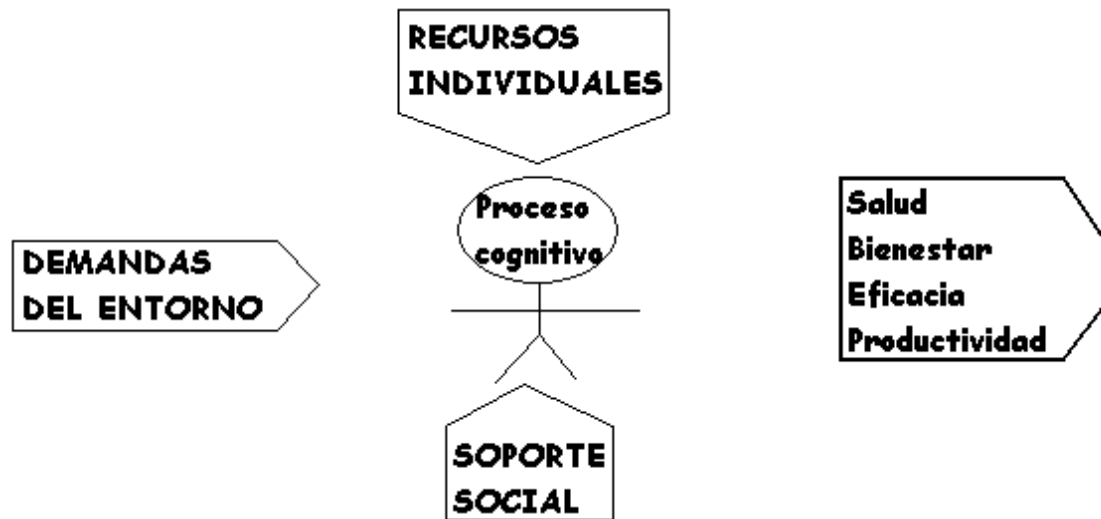 RECURSOS
INDIVIDUALES
Proceso
cognitivo
DEMANDAS
DEL ENTORNO
Salud
Bienestar
Eficacia
Productividad
SOPORTE
SOCIAL